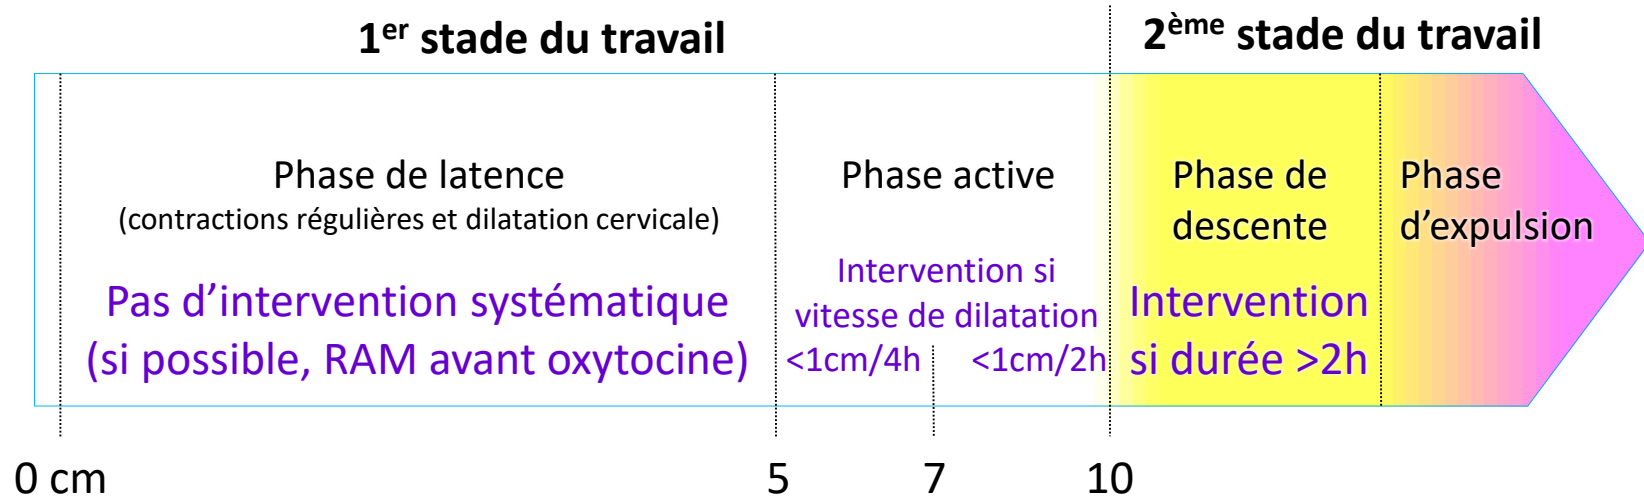 1er stade du travail
2ème stade du travail
Phase de latence
(contractions régulières et dilatation cervicale)
Pas d’intervention systématique
(si possible, RAM avant oxytocine)
Phase active
Intervention si
vitesse de dilatation
<1cm/4h
<1cm/2h
Phase de
descente
Intervention
si durée >2h
Phase
d’expulsion
0 cm
5
7
10